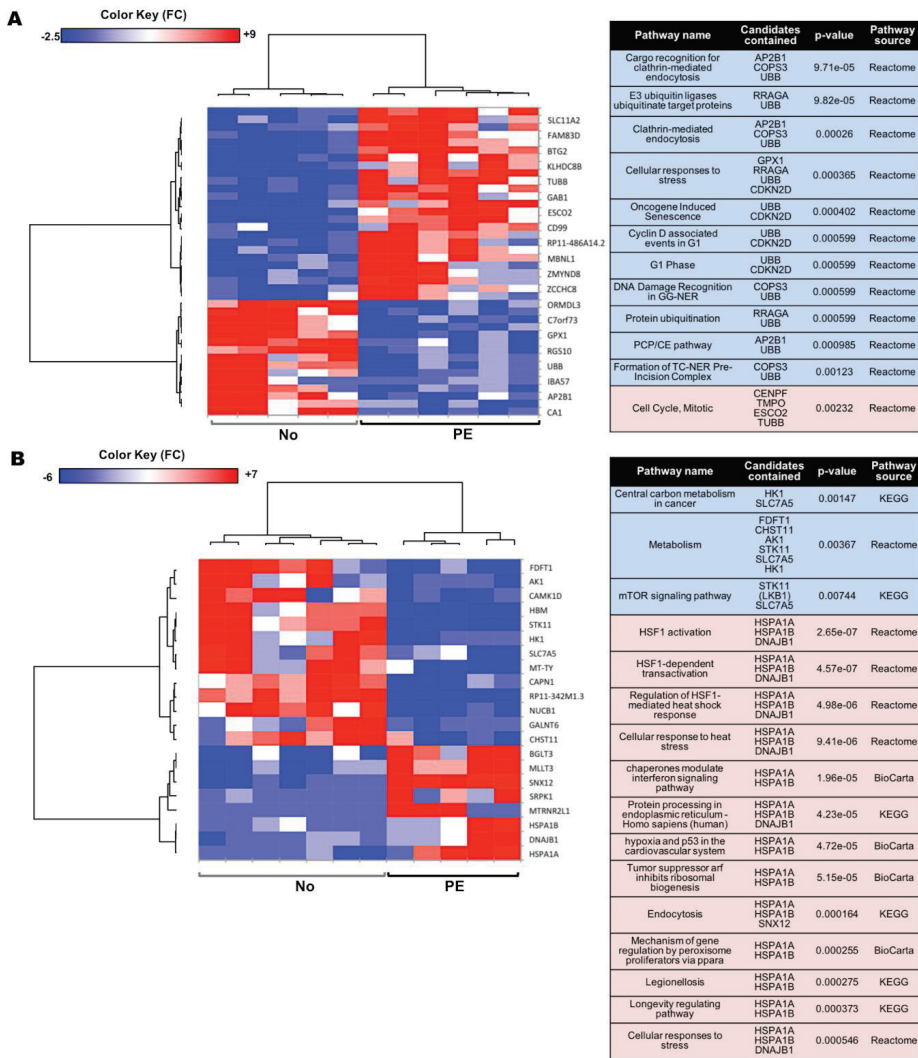 A
Color Key (FC)
-2.5
+9
SLC11A2
FAM83D
BTG2
KLHDC8B
TUBB
GAB1
ESCO2
CD99
RP11-486A14.2
MBNL1
ZMYND8
ZCCHC8
ORMDL3
C7orf73
GPX1
RGS10
UBB
IBA57
AP2B1
CA1
No
PE
Pathway name
Candidates
contained
p-value
Pathway
source
Cargo recognition for
clathrin-mediated
endocytosis
AP2B1
COPS3
UBB
9.71e-05
Reactome
E3 ubiquitin ligases
ubiquitinate target proteins
RRAGA
UBB
9.82e-05
Reactome
Clathrin-mediated
endocytosis
AP2B1
COPS3
UBB
0.00026
Reactome
Cellular responses to
stress
GPX1
RRAGA
UBB
CDKN2D
0.000365
Reactome
Oncogene Induced
Senescence
UBB
CDKN2D
0.000402
Reactome
Cyclin D associated
events in G1
UBB
CDKN2D
0.000599
Reactome
G1 Phase
UBB
CDKN2D
0.000599
Reactome
DNA Damage Recognition
in GG-NER
COPS3
UBB
0.000599
Reactome
Protein ubiquitination
RRAGA
UBB
0.000599
Reactome
PCP/CE pathway
AP2B1
UBB
0.000985
Reactome
Formation of TC-NER Pre-
Incision Complex
COPS3
UBB
0.00123
Reactome
Cell Cycle, Mitotic
CENPF
TMPO
ESCO2
TUBB
0.00232
Reactome
B
Color Key (FC)
-6
+7
FDFT1
AK1
CAMK1D
HBM
STK11
HK1
SLC7A5
MT-TY
CAPN1
RP11-342M1.3
NUCB1
GALNT6
CHST11
BGLT3
MLLT3
SNX12
SRPK1
MTRNR2L1
HSPA1B
DNAJB1
HSPA1A
No
PE
Pathway name
Candidates
contained
p-value
Pathway
source
Central carbon metabolism
in cancer
HK1
SLC7A5
0.00147
KEGG
Metabolism
FDFT1
CHST11
AK1
STK11
SLC7A5
HK1
0.00367
Reactome
mTOR signaling pathway
STK11
(LKB1)
SLC7A5
0.00744
KEGG
HSF1 activation
HSPA1A
HSPA1B
DNAJB1
2.65e-07
Reactome
HSF1-dependent
transactivation
HSPA1A
HSPA1B
DNAJB1
4.57e-07
Reactome
Regulation of HSF1-
mediated heat shock
response
HSPA1A
HSPA1B
DNAJB1
4.98e-06
Reactome
Cellular response to heat
stress
HSPA1A
HSPA1B
DNAJB1
9.41e-06
Reactome
chaperones modulate
interferon signaling
pathway
HSPA1A
HSPA1B
1.96e-05
BioCarta
Protein processing in
endoplasmic reticulum -
Homo sapiens (human)
HSPA1A
HSPA1B
DNAJB1
4.23e-05
KEGG
hypoxia and p53 in the
cardiovascular system
HSPA1A
HSPA1B
4.72e-05
BioCarta
Tumor suppressor arf
inhibits ribosomal
biogenesis
HSPA1A
HSPA1B
5.15e-05
BioCarta
Endocytosis
HSPA1A
HSPA1B
SNX12
0.000164
KEGG
Mechanism of gene
regulation by peroxisome
proliferators via ppara
HSPA1A
HSPA1B
0.000255
BioCarta
Legionellosis
HSPA1A
HSPA1B
0.000275
KEGG
Longevity regulating
pathway
HSPA1A
HSPA1B
0.000373
KEGG
Cellular responses to
stress
HSPA1A
HSPA1B
DNAJB1
0.000546
Reactome